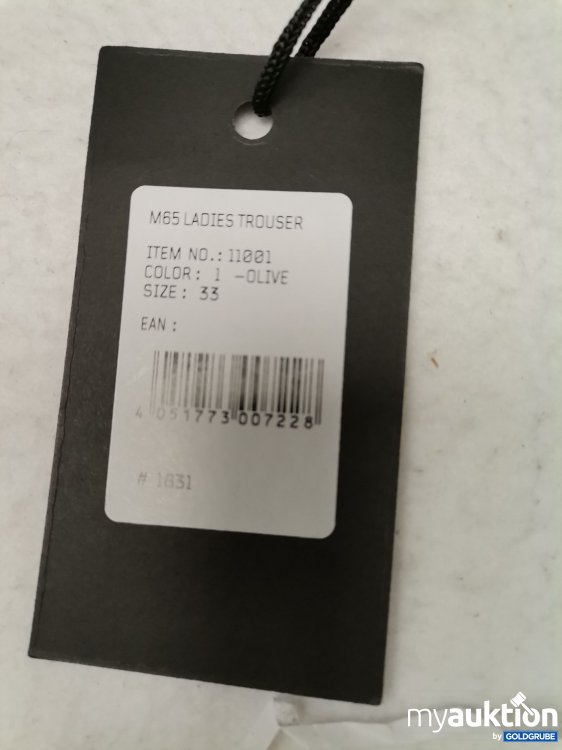 M65 LADIES TROUSER
ITEM NO.: 11001
COLOR: 1 -OLIVE
SIZE: 33
EAN :
4 051773 007228
# 1831
myauktion
by GOLDGRUBE